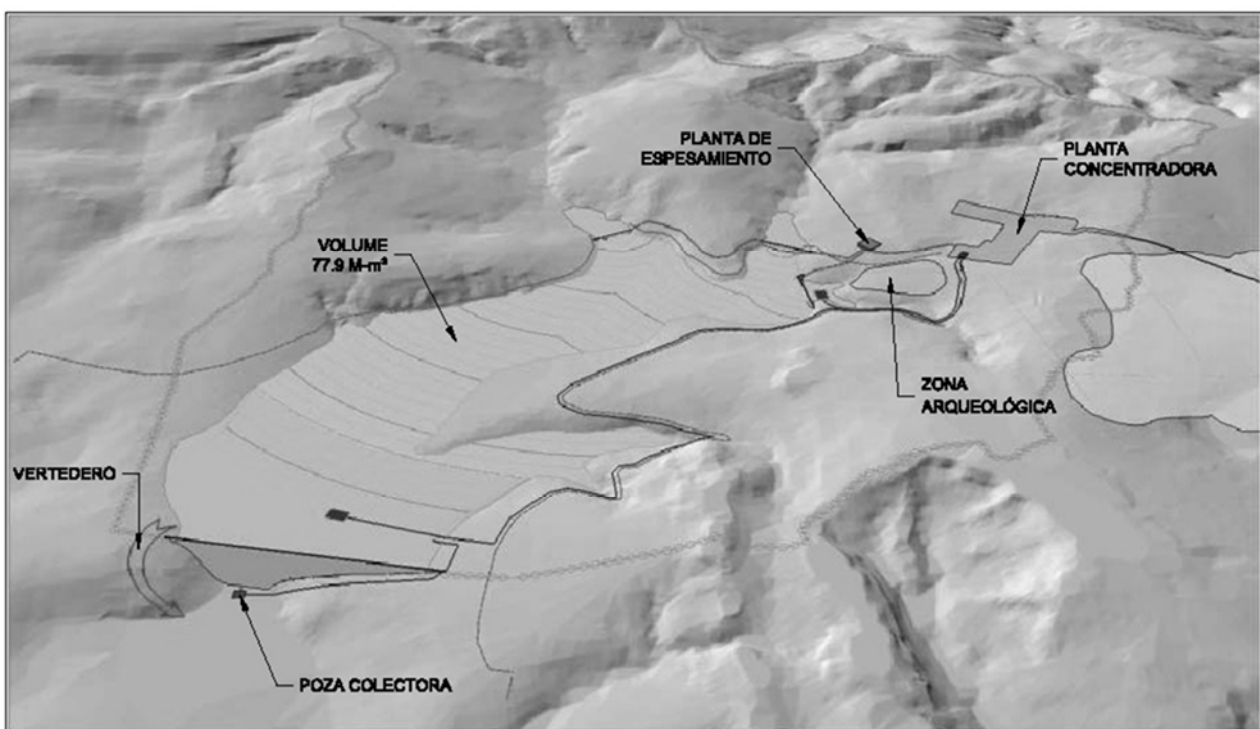 PLANTA DE
ESPESAMIENTO
PLANTA
CONCENTRADORA
VOLUME
77.9 M-m³
ZONA
ARQUEOLÓGICA
VERTEDERO
POZA COLECTORA